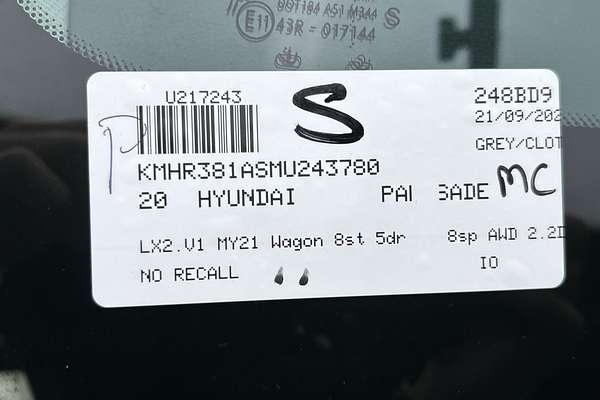 E11
43R - 017144
S
U217243
S
248BD9
21/09/202
GREY/CLOT
P
KMHR381ASMU243780
20 HYUNDAI PAI SADE MC
LX2.V1 MY21 Wagon 8st 5dr 8sp AWD 2.2D
NO RECALL
IO